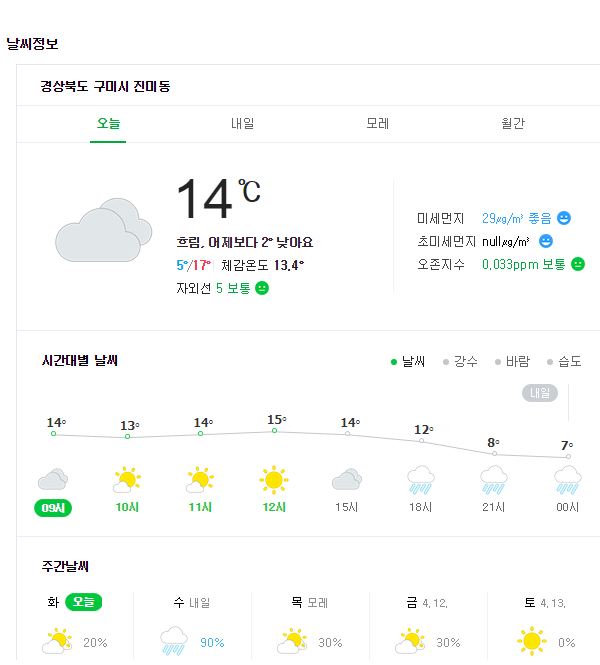 날씨정보
경상북도 구미시 진미동
오늘 내일 모레 월간
14℃
흐림, 어제보다 2° 낮아요
5°/17° 체감온도 13.4°
자외선 5 보통
미세먼지 29㎍/㎥ 좋음
초미세먼지 null㎍/㎥
오존지수 0.033ppm 보통
시간대별 날씨
날씨 강수 바람 습도
내일
14° 13° 14° 15° 14° 12° 8° 7°
09시 10시 11시 12시 15시 18시 21시 00시
주간날씨
화 오늘 수 내일 목 모레 금 4.12. 토 4.13.
20% 90% 30% 30% 0%